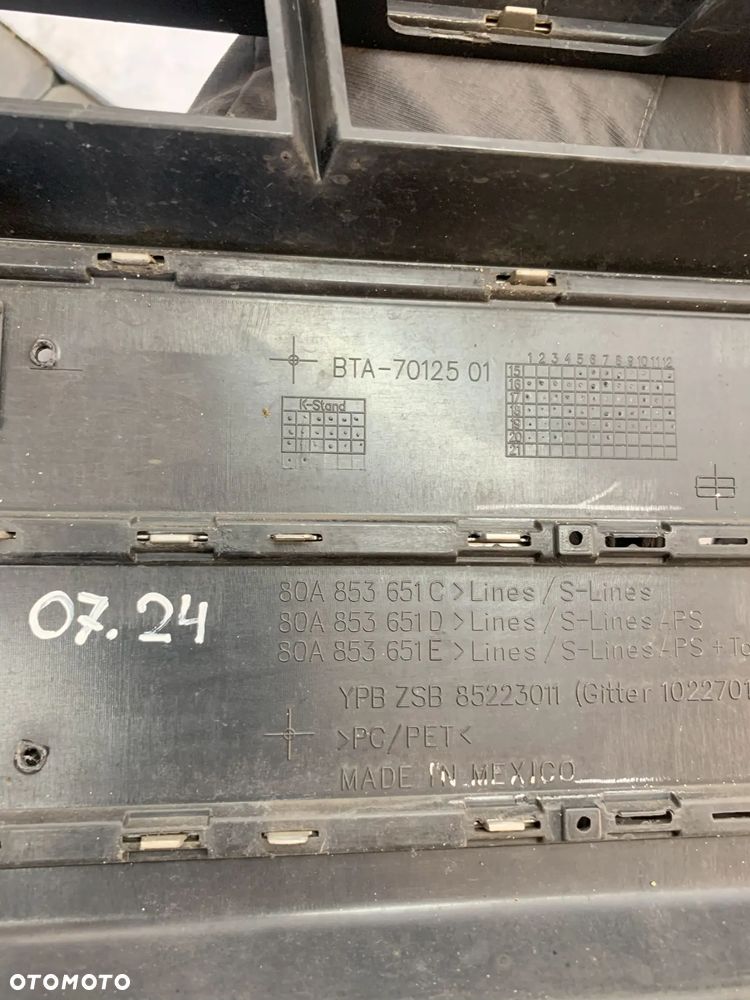 BTA-70125 01
1 2 3 4 5 6 7 8 9 10 11 12
15
16
17
18
19
20
21
K-Stand
80A 853 651 C >Lines / S-Lines
80A 853 651 D >Lines / S-Lines -PS
80A 853 651 E >Lines / S-Lines -PS +
07.24
YPB ZSB 85223011 (Gitter 1022701
>PC/PET<
MADE IN MEXICO
OTOMOTO